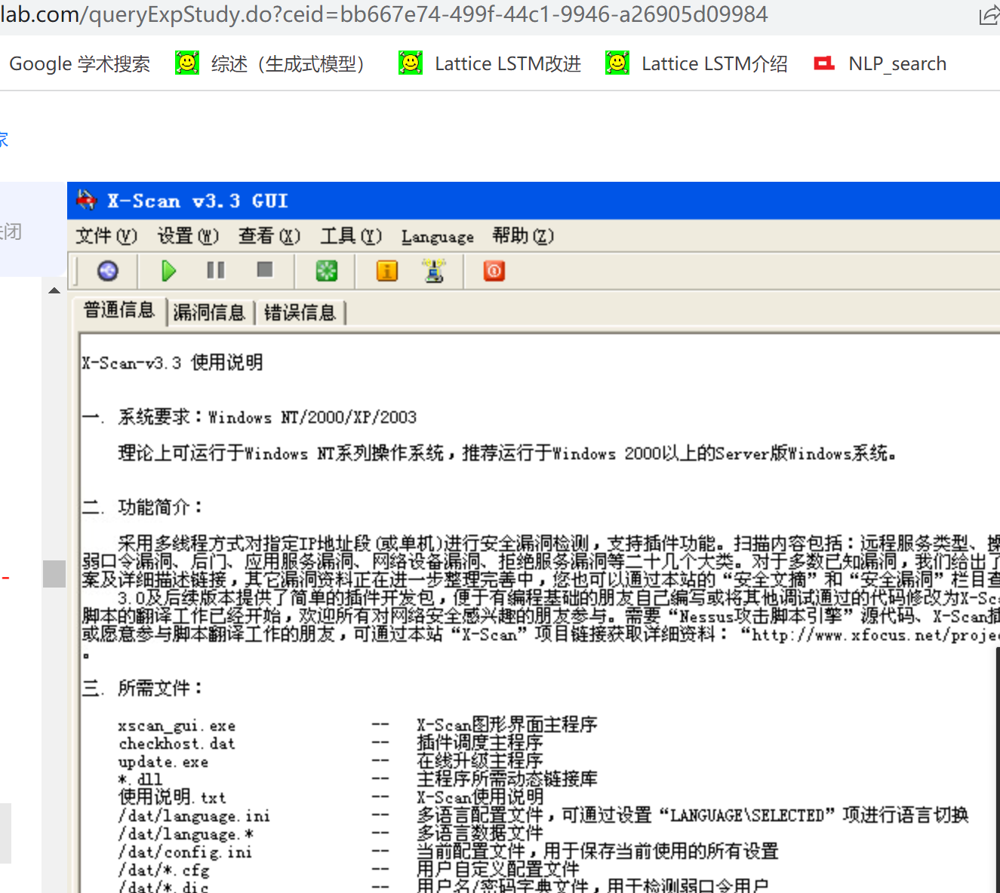 lab.com/queryExpStudy.do?ceid=bb667e74-499f-44c1-9946-a26905d09984
Google 学术搜索 综述（生成式模型） Lattice LSTM改进 Lattice LSTM介绍 NLP_search
家
关闭
X-Scan v3.3 GUI
文件(V) 设置(W) 查看(X) 工具(Y) Language 帮助(Z)
普通信息 漏洞信息 错误信息
X-Scan-v3.3 使用说明
一. 系统要求：Windows NT/2000/XP/2003
理论上可运行于Windows NT系列操作系统，推荐运行于Windows 2000以上的Server版Windows系统。
二. 功能简介：
采用多线程方式对指定IP地址段(或单机)进行安全漏洞检测，支持插件功能。扫描内容包括：远程服务类型、操
弱口令漏洞、后门、应用服务漏洞、网络设备漏洞、拒绝服务漏洞等二十几个大类。对于多数已知漏洞，我们给出了
案及详细描述链接，其它漏洞资料正在进一步整理完善中，您也可以通过本站的“安全文摘”和“安全漏洞”栏目查
3.0及后续版本提供了简单的插件开发包，便于有编程基础的朋友自己编写或将其他调试通过的代码修改为X-Sc
脚本的翻译工作已经开始，欢迎所有对网络安全感兴趣的朋友参与。需要“Nessus攻击脚本引擎”源代码、X-Scan插
或愿意参与脚本翻译工作的朋友，可通过本站“X-Scan”项目链接获取详细资料：“http://www.xfocus.net/projec
。
三. 所需文件：
xscan_gui.exe -- X-Scan图形界面主程序
checkhost.dat -- 插件调度主程序
update.exe -- 在线升级主程序
*.dll -- 主程序所需动态链接库
使用说明.txt -- X-Scan使用说明
/dat/language.ini -- 多语言配置文件，可通过设置“LANGUAGE\SELECTED”项进行语言切换
/dat/language.* -- 多语言数据文件
/dat/config.ini -- 当前配置文件，用于保存当前使用的所有设置
/dat/*.cfg -- 用户自定义配置文件
/dat/*.dic -- 用户名/密码字典文件，用于检测弱口令用户